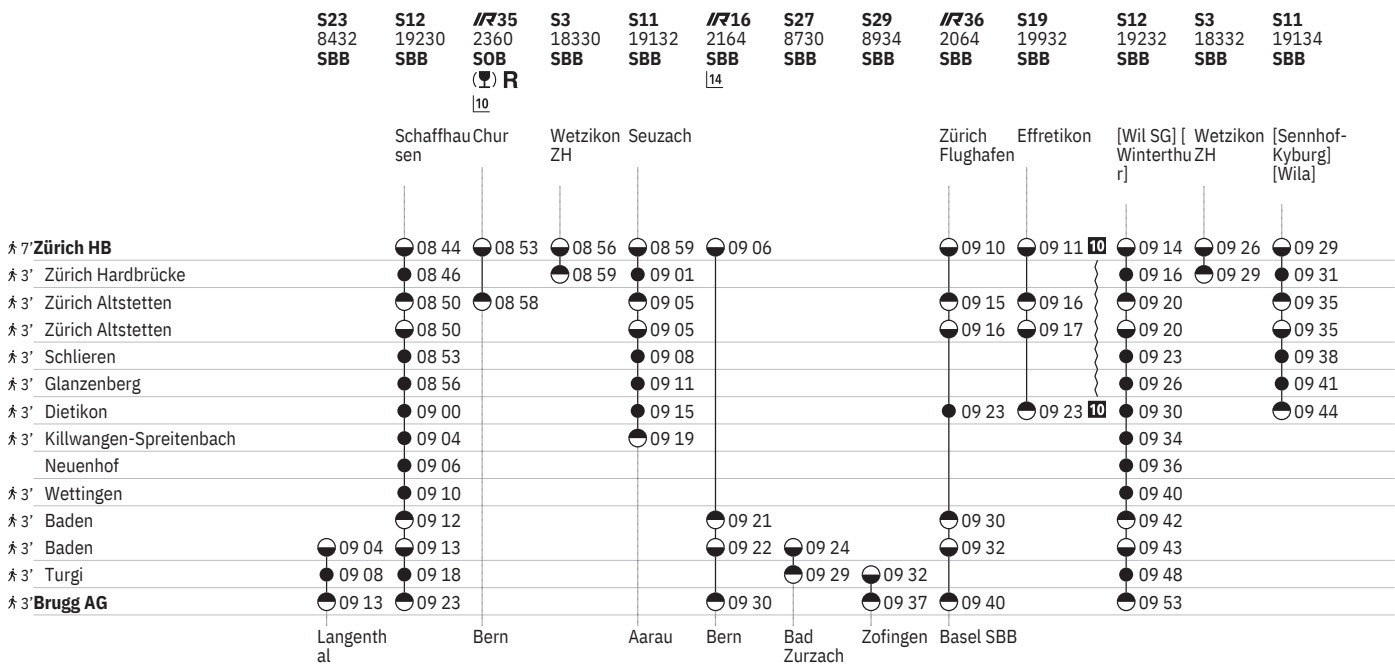 S23 S12 IR35 S3 S11 IR16 S27 S29 IR36 S19 S12 S3 S11
8432 19230 2360 18330 19132 2164 8730 8934 2064 19932 19232 18332 19134
SBB SBB SOB SBB SBB SBB SBB SBB SBB SBB SBB SBB SBB
R 14
10
Schaffhau Chur Wetzikon Seuzach Zürich Effretikon [Wil SG] [ Wetzikon [Sennhof-
sen ZH Flughafen Winterthu ZH Kyburg]
r] [Wila]
7' Zürich HB 08 44 08 53 08 56 08 59 09 06 09 10 09 11 10 09 14 09 26 09 29
3' Zürich Hardbrücke 08 46 08 59 09 01 09 16 09 29 09 31
3' Zürich Altstetten 08 50 08 58 09 05 09 15 09 16 09 20 09 35
3' Zürich Altstetten 08 50 09 05 09 16 09 17 09 20 09 35
3' Schlieren 08 53 09 08 09 23 09 38
3' Glanzenberg 08 56 09 11 09 26 09 41
3' Dietikon 09 00 09 15 09 23 09 23 10 09 30 09 44
3' Killwangen-Spreitenbach 09 04 09 19 09 34
Neuenhof 09 06 09 36
3' Wettingen 09 10 09 40
3' Baden 09 12 09 21 09 30 09 42
3' Baden 09 04 09 13 09 22 09 24 09 32 09 43
3' Turgi 09 08 09 18 09 29 09 32 09 48
3' Brugg AG 09 13 09 23 09 30 09 37 09 40 09 53
Langenth Bern Aarau Bern Bad Zofingen Basel SBB
al Zurzach